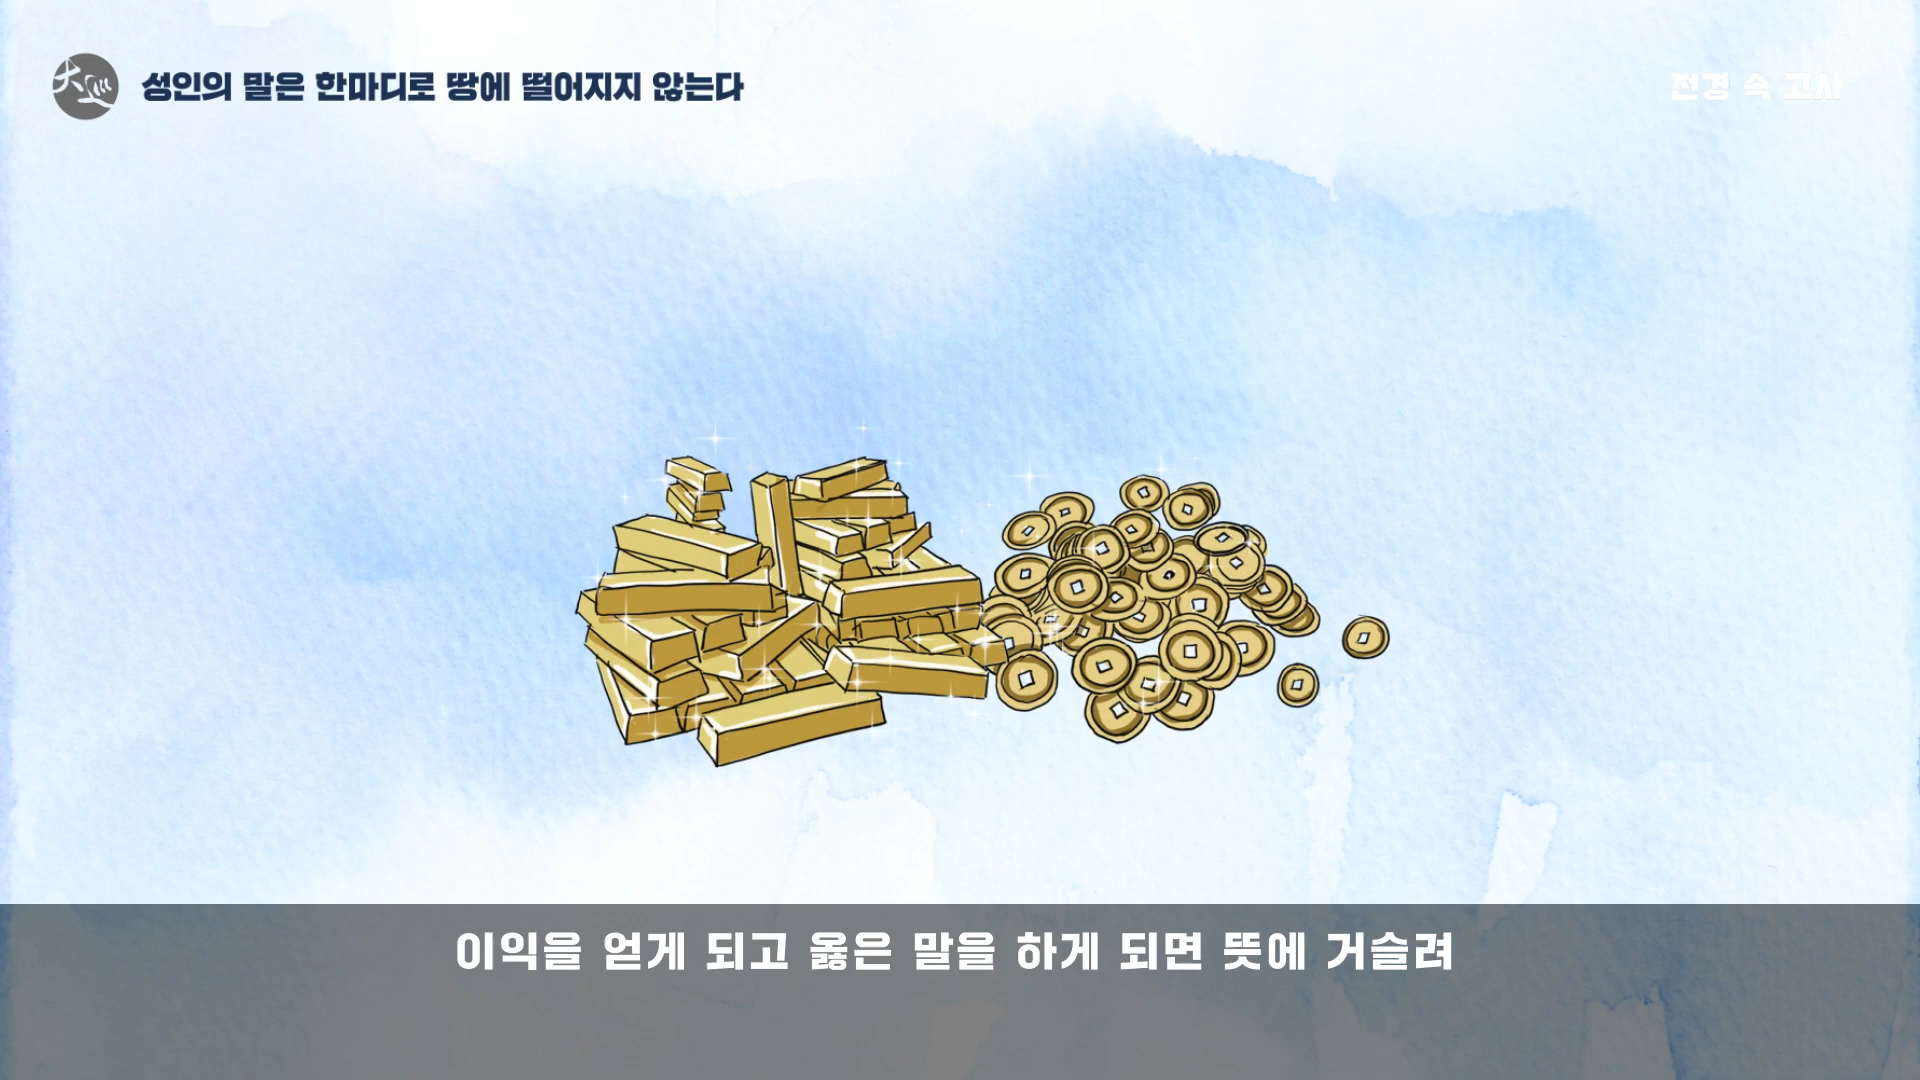 성인의 말은 한마디로 땅에 떨어지지 않는다
전경 속 고사
이익을 얻게 되고 옳은 말을 하게 되면 뜻에 거슬려